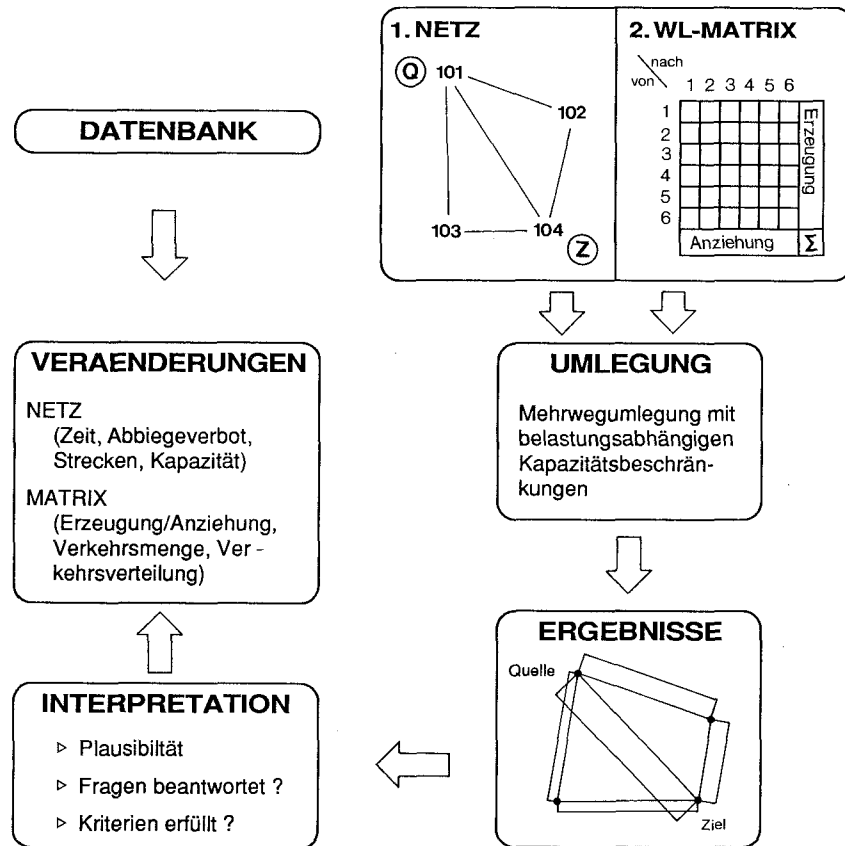 1. NETZ
Q
101
102
103
104
Z
2. WL-MATRIX
nach
von
1 2 3 4 5 6
1
2
3
4
5
6
Erzeugung
Anziehung
Σ
DATENBANK
VERAENDERUNGEN
NETZ
(Zeit, Abbiegeverbot,
Strecken, Kapazität)
MATRIX
(Erzeugung/Anziehung,
Verkehrsmenge, Ver-
kehrsverteilung)
UMLEGUNG
Mehrwegumlegung mit
belastungsabhängigen
Kapazitätsbeschrän-
kungen
ERGEBNISSE
Quelle
Ziel
INTERPRETATION
▷ Plausibiltät
▷ Fragen beantwortet ?
▷ Kriterien erfüllt ?